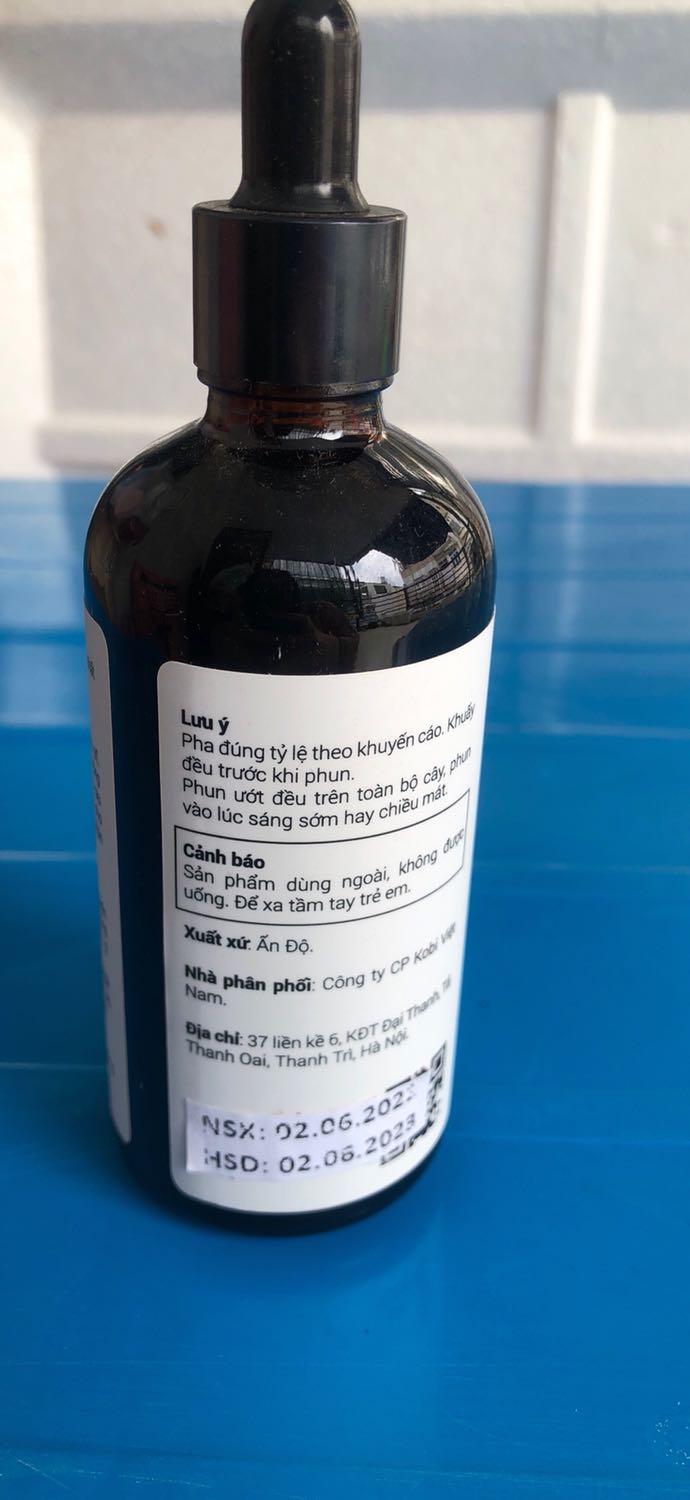 Lưu ý
Pha đúng tỷ lệ theo khuyến cáo. Khuấy
đều trước khi phun.
Phun ướt đều trên toàn bộ cây, phun
vào lúc sáng sớm hay chiều mát.
Cảnh báo
Sản phẩm dùng ngoài, không được
uống. Để xa tầm tay trẻ em.
Xuất xứ: Ấn Độ.
Nhà phân phối: Công ty CP Kobi Việt
Nam.
Địa chỉ: 37 liền kề 6, KĐT Đại Thanh, Tả
Thanh Oai, Thanh Trì, Hà Nội.
NSX: 02.06.202
HSD: 02.06.2023